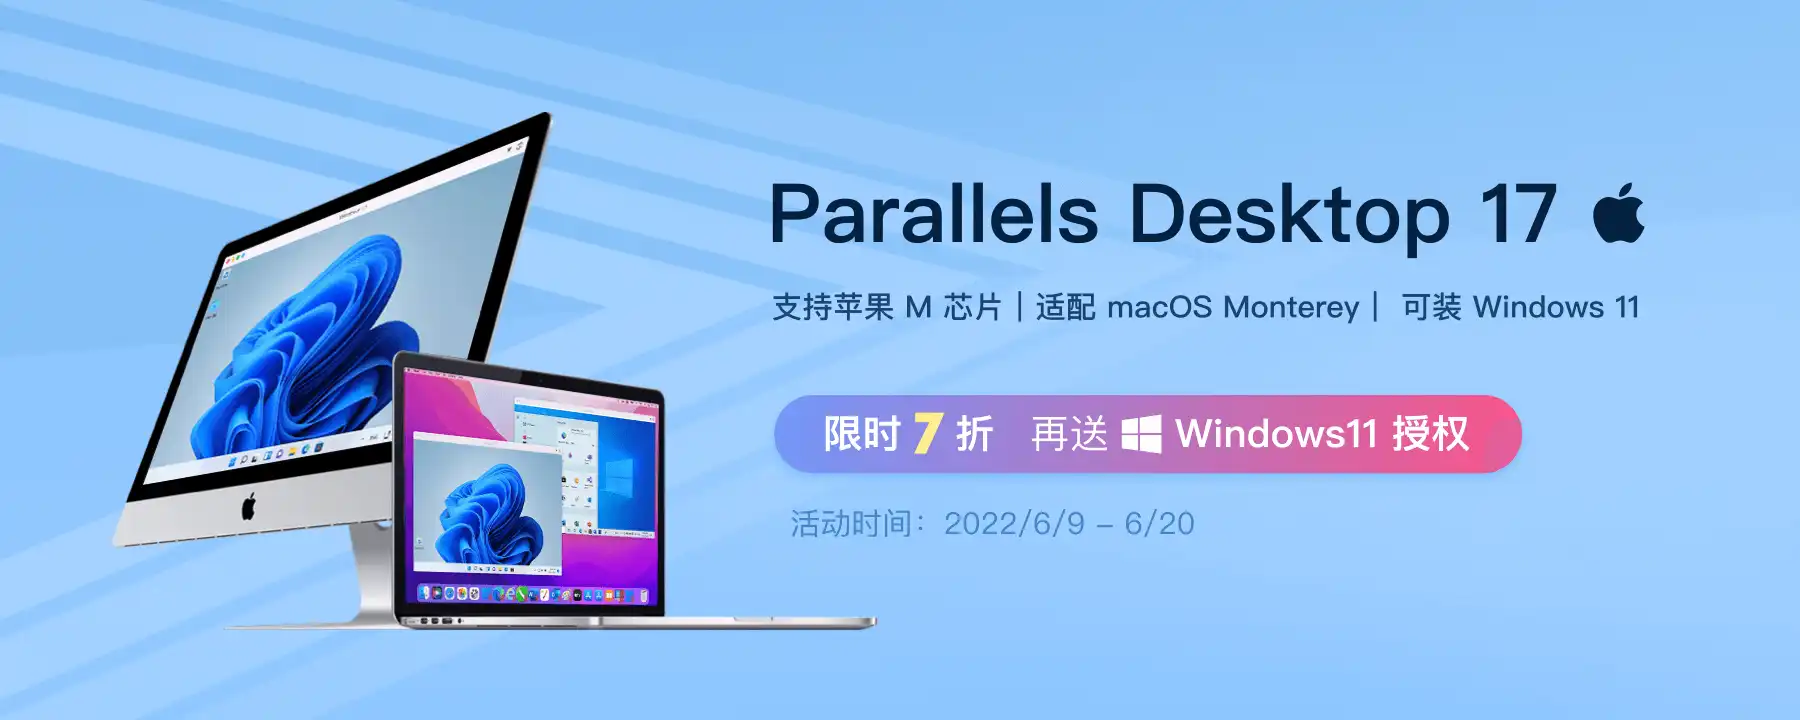 Parallels Desktop 17
支持苹果 M 芯片 | 适配 macOS Monterey | 可装 Windows 11
限时 7 折 再送 Windows11 授权
活动时间：2022/6/9 – 6/20